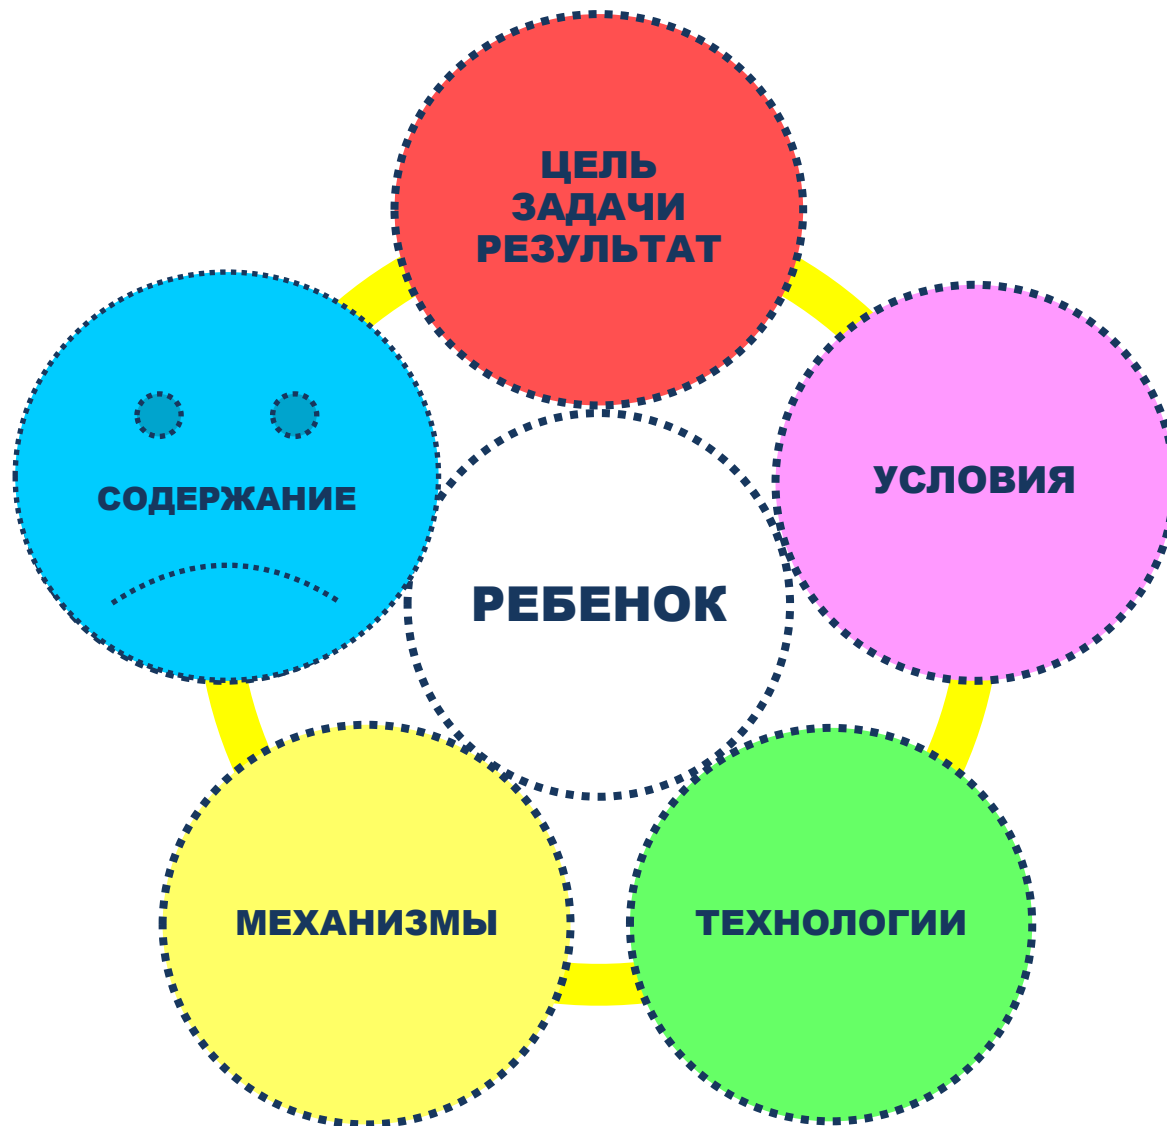 ЦЕЛЬ
ЗАДАЧИ
РЕЗУЛЬТАТ
УСЛОВИЯ
СОДЕРЖАНИЕ
РЕБЕНОК
МЕХАНИЗМЫ
ТЕХНОЛОГИИ